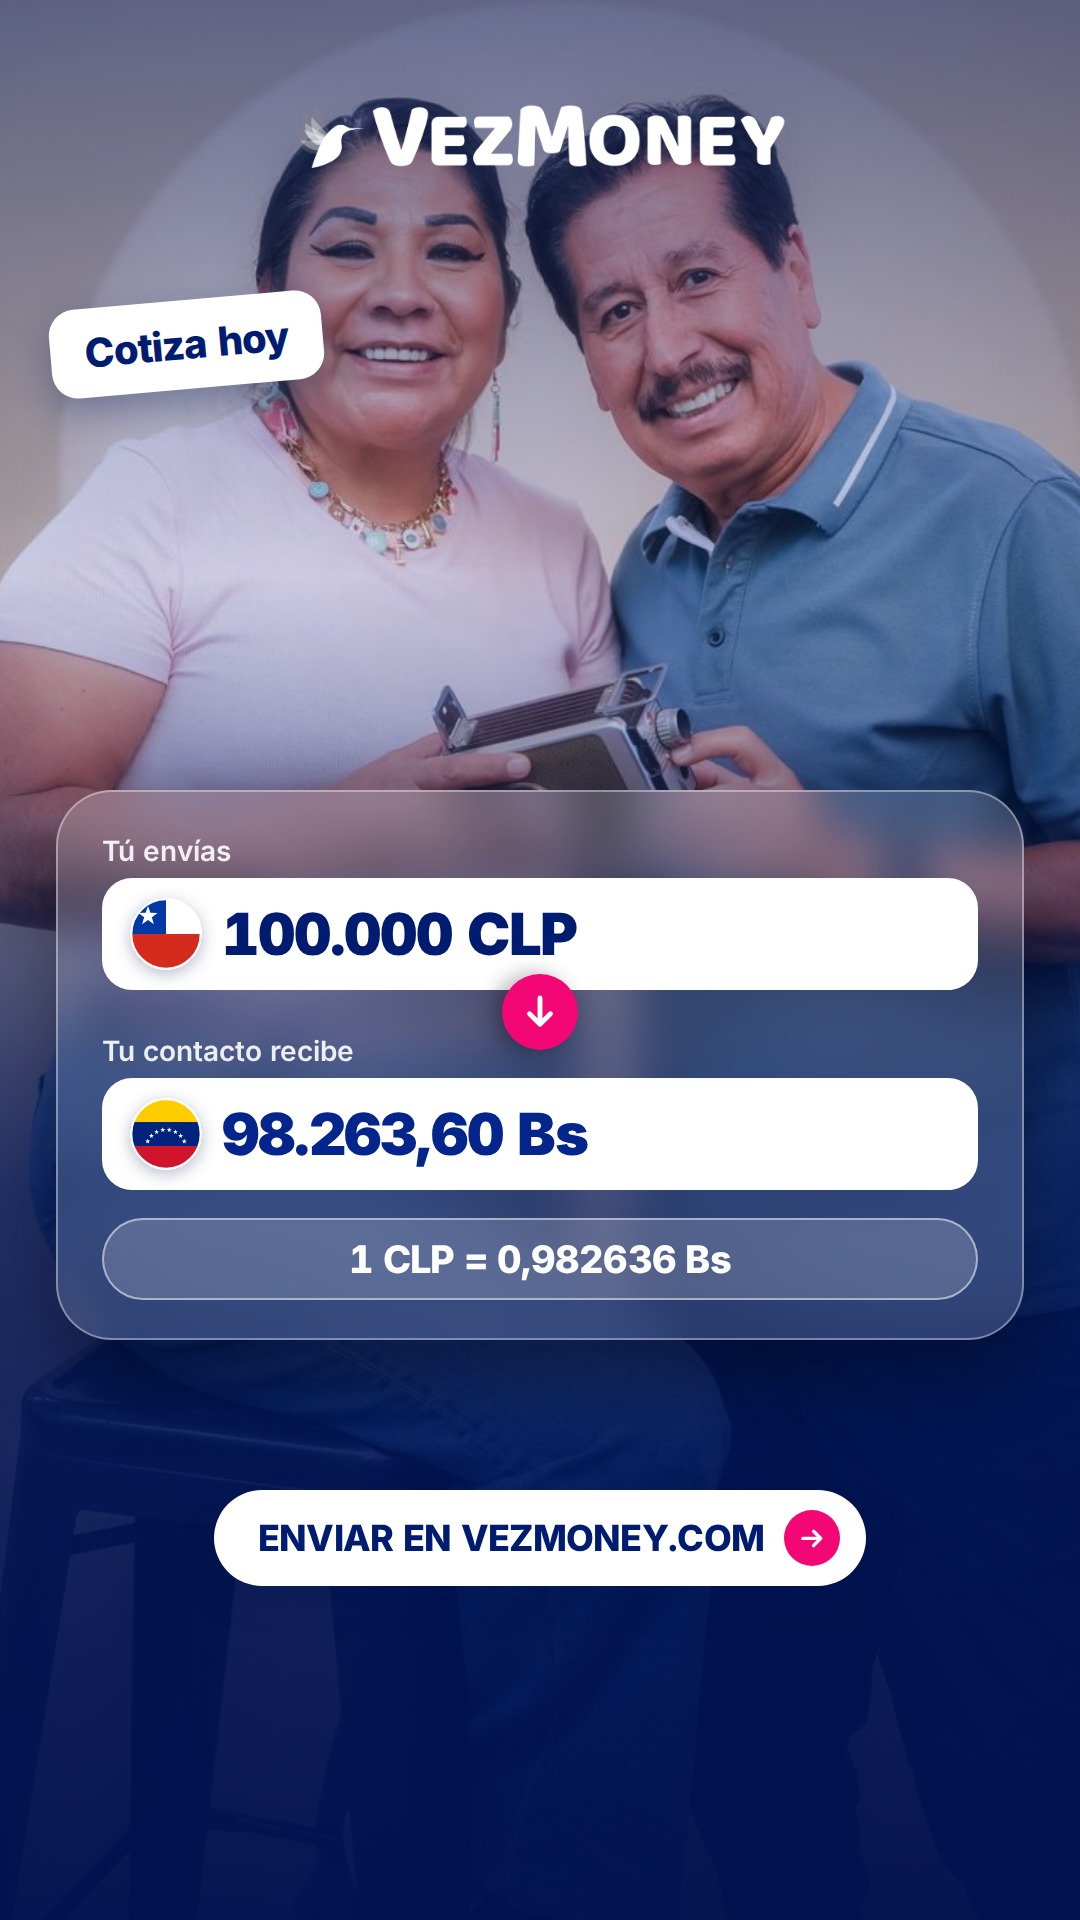 VEZMONEY
Cotiza hoy
Tú envías
100.000 CLP
Tu contacto recibe
98.263,60 Bs
1 CLP = 0,982636 Bs
ENVIAR EN VEZMONEY.COM